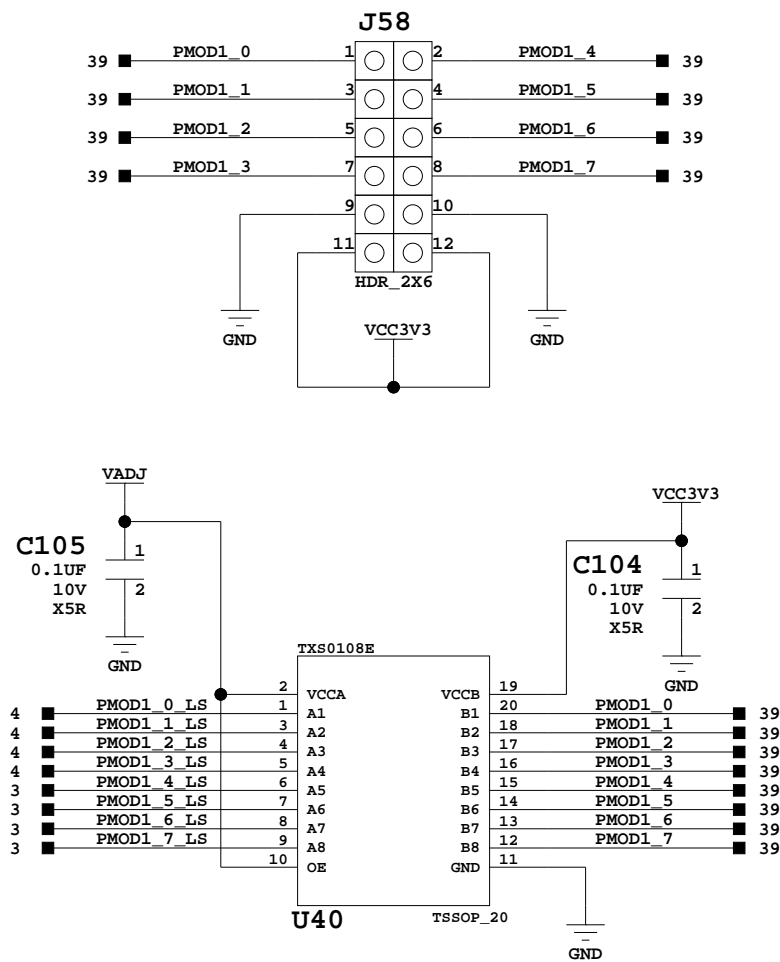 J58
39 PMOD1_0 1 2 PMOD1_4 39
39 PMOD1_1 3 4 PMOD1_5 39
39 PMOD1_2 5 6 PMOD1_6 39
39 PMOD1_3 7 8 PMOD1_7 39
9 10
11 12
HDR_2X6
GND VCC3V3 GND
VADJ
VCC3V3
C105 1
0.1UF
10V 2
X5R
GND
C104 1
0.1UF
10V 2
X5R
GND
TXS0108E
2 VCCA VCCB 19
4 PMOD1_0_LS 1 A1 B1 20 PMOD1_0 39
4 PMOD1_1_LS 3 A2 B2 18 PMOD1_1 39
4 PMOD1_2_LS 4 A3 B3 17 PMOD1_2 39
4 PMOD1_3_LS 5 A4 B4 16 PMOD1_3 39
3 PMOD1_4_LS 6 A5 B5 15 PMOD1_4 39
3 PMOD1_5_LS 7 A6 B6 14 PMOD1_5 39
3 PMOD1_6_LS 8 A7 B7 13 PMOD1_6 39
3 PMOD1_7_LS 9 A8 B8 12 PMOD1_7 39
10 OE GND 11
U40 TSSOP_20
GND